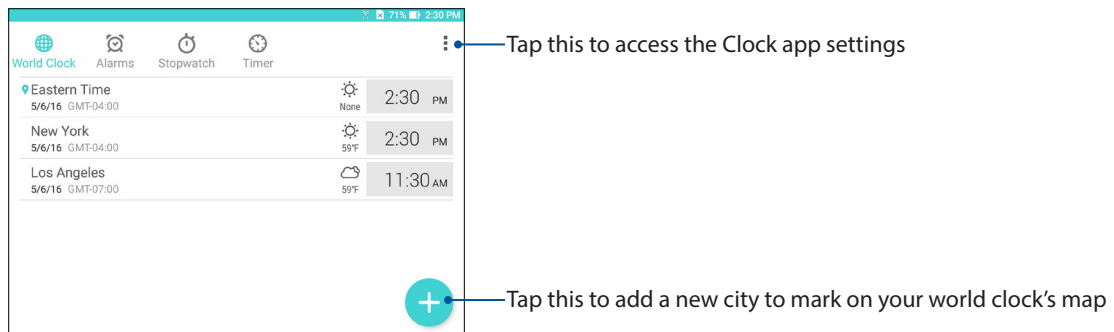 71% 2:30 PM
World Clock Alarms Stopwatch Timer
Tap this to access the Clock app settings
Eastern Time
5/6/16 GMT-04:00
None
2:30 PM
New York
5/6/16 GMT-04:00
59°F
2:30 PM
Los Angeles
5/6/16 GMT-07:00
59°F
11:30 AM
Tap this to add a new city to mark on your world clock's map